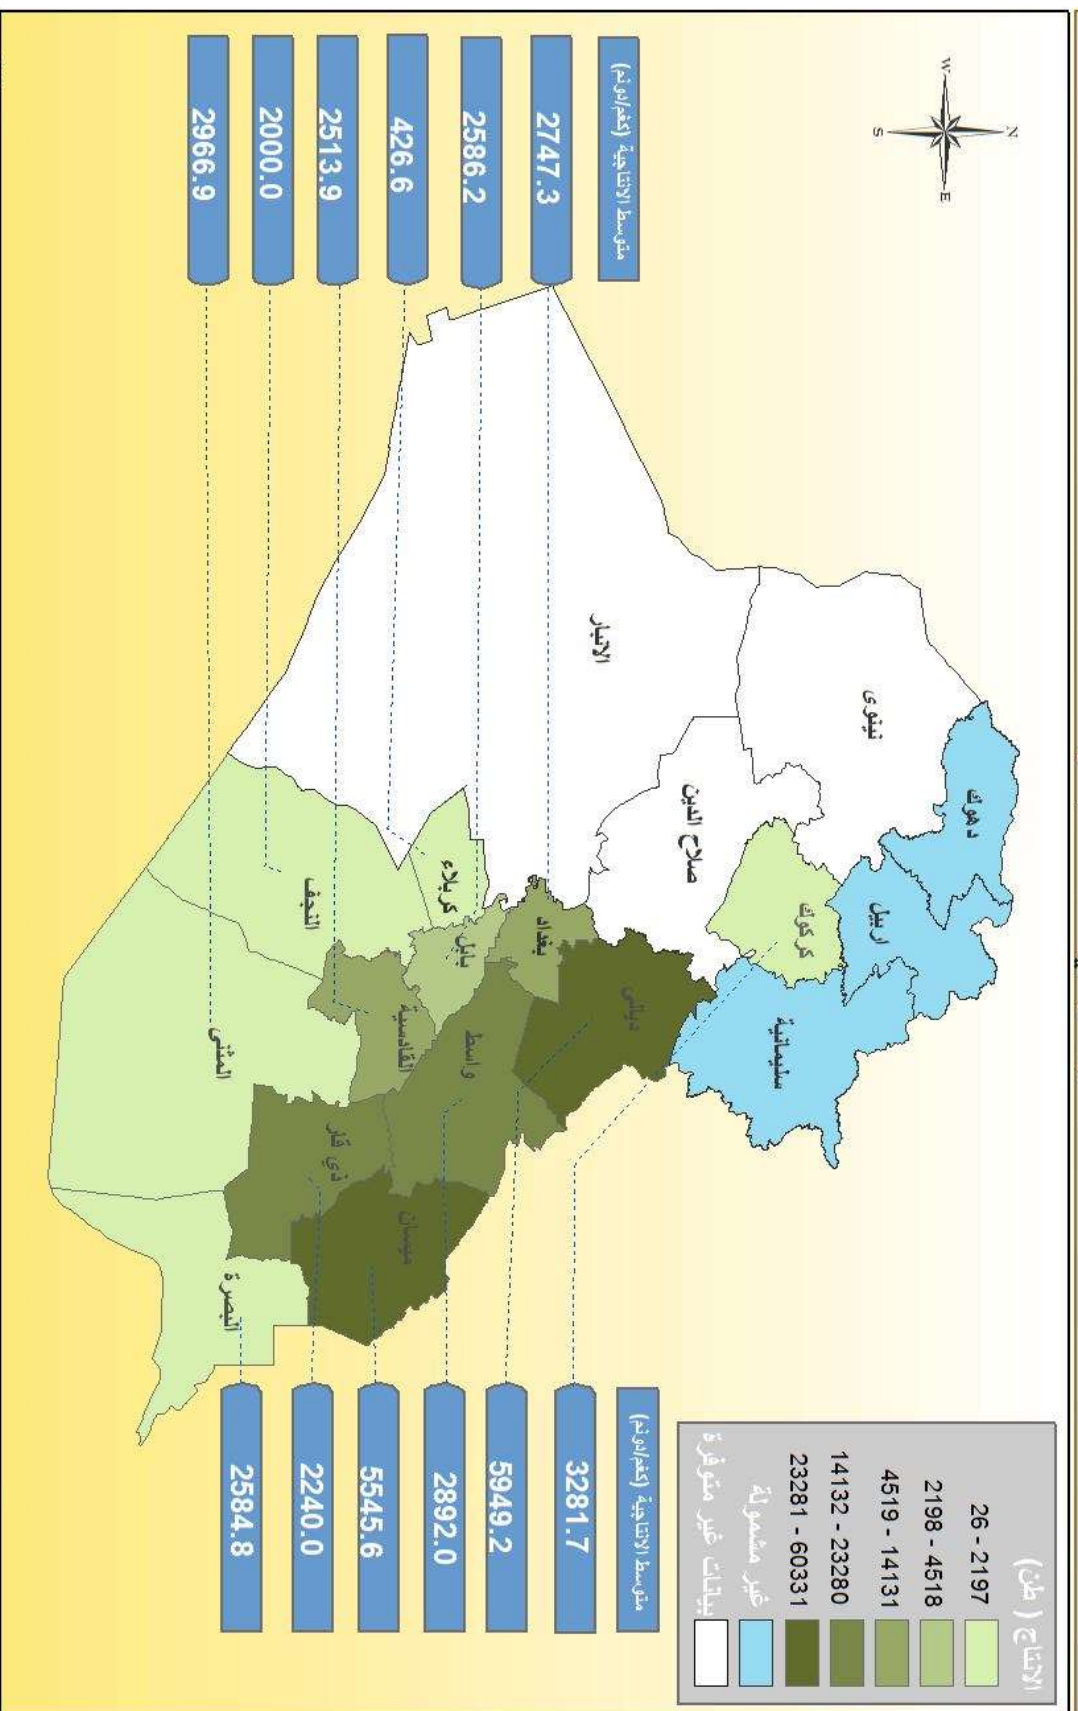 N
W
E
S
الانتاج ( طن)
26 - 2197
2198 - 4518
4519 - 14131
14132 - 23280
23281 - 60331
غير مشمولة
بيانات غير متوفرة
متوسط الانتاجية (كغم/دونم)
2747.3
2586.2
426.6
2513.9
2000.0
2966.9
دهوك
نينوى
اربيل
كركوك
سليمانية
صلاح الدين
الانبار
ديالى
بغداد
كربلاء
بابل
واسط
النجف
القادسية
ميسان
ذي قار
المثنى
البصرة
متوسط الانتاجية (كغم/دونم)
3281.7
5949.2
2892.0
5545.6
2240.0
2584.8